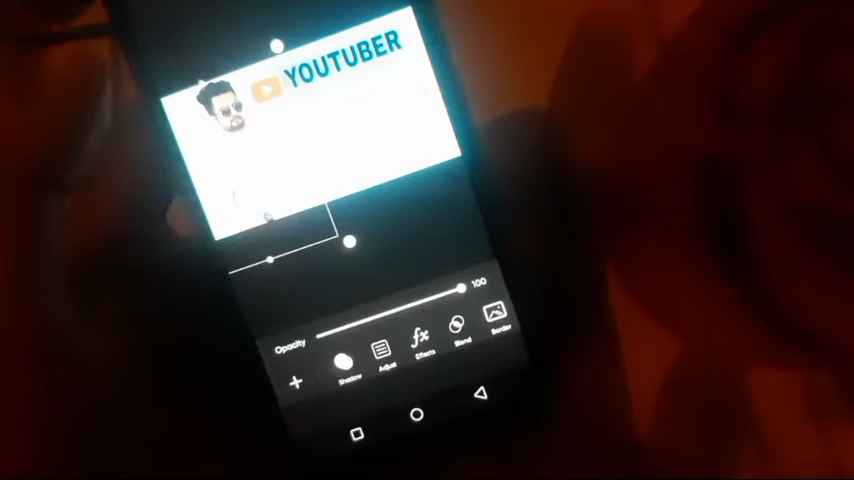 YOUTUBER
Opacity
100
Shadow
Adjust
fx
Effects
Blend
Border